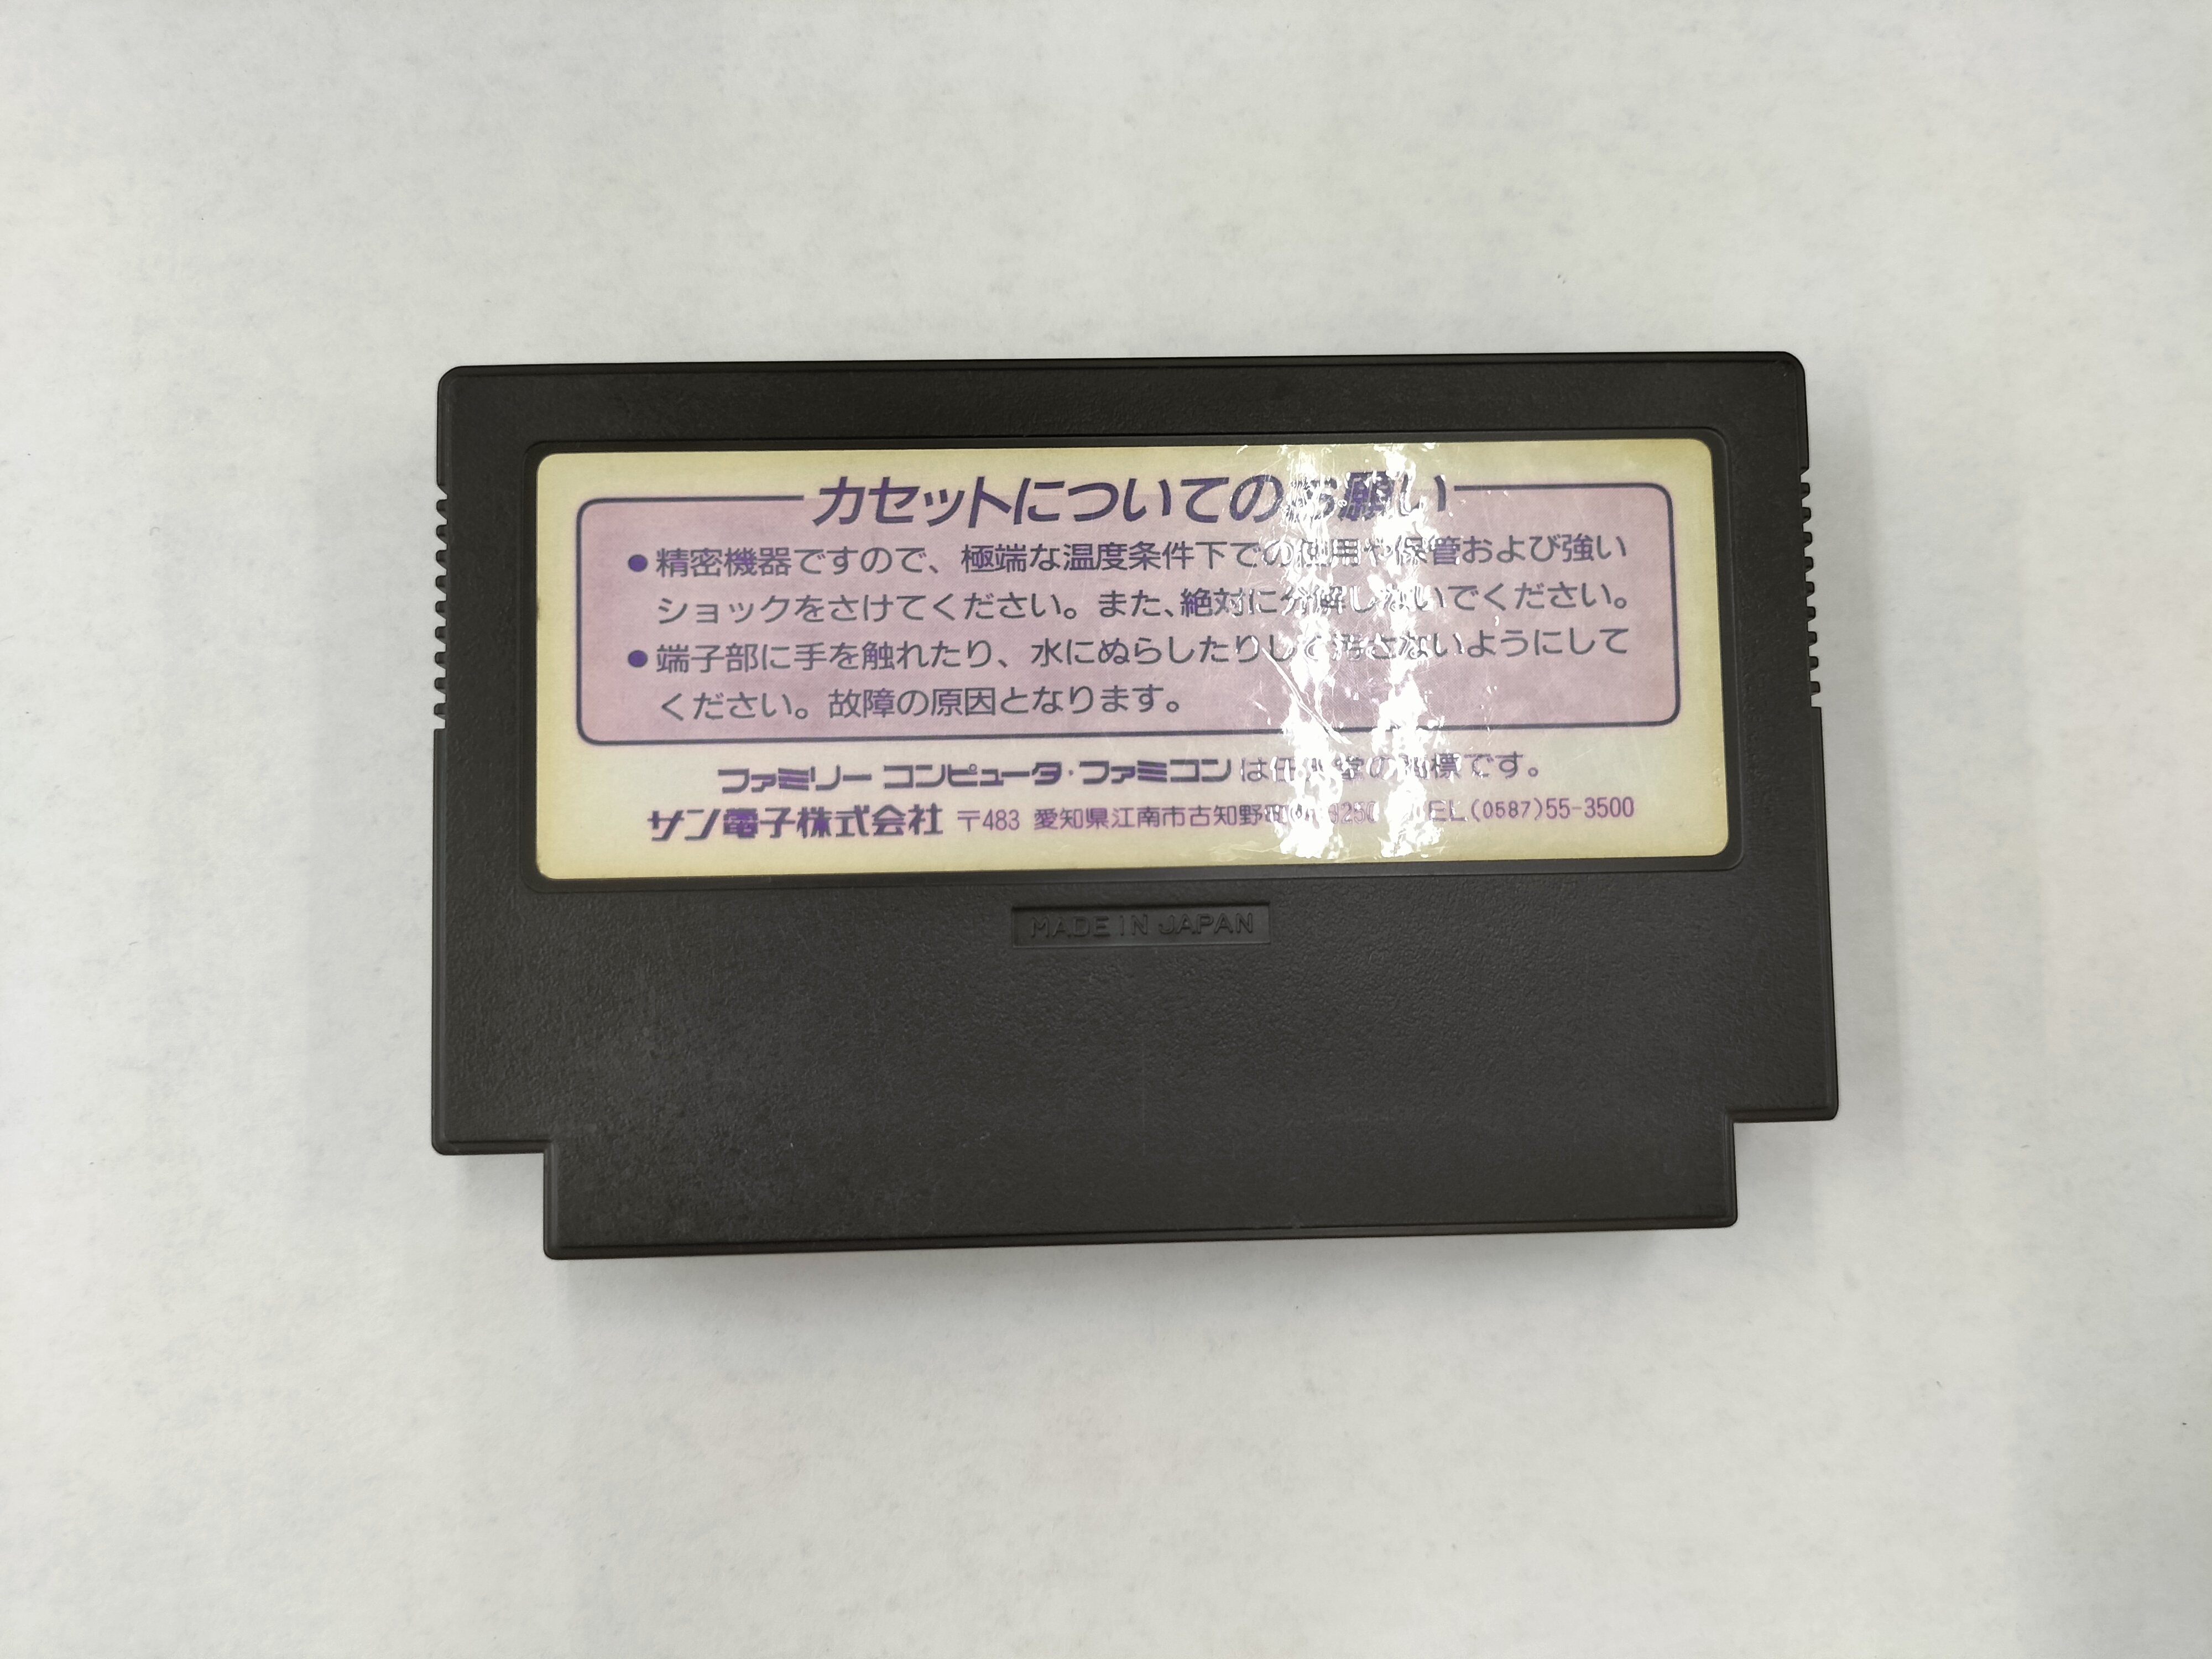 カセットについてのお願い
●精密機器ですので、極端な温度条件下での使用や保管および強い
ショックをさけてください。また、絶対に分解しないでください。
●端子部に手を触れたり、水にぬらしたりして汚さないようにして
ください。故障の原因となります。
ファミリーコンピュータ・ファミコンは任天堂の商標です。
サン電子株式会社 〒483 愛知県江南市古知野町 TEL(0587)55-3500
MADE IN JAPAN